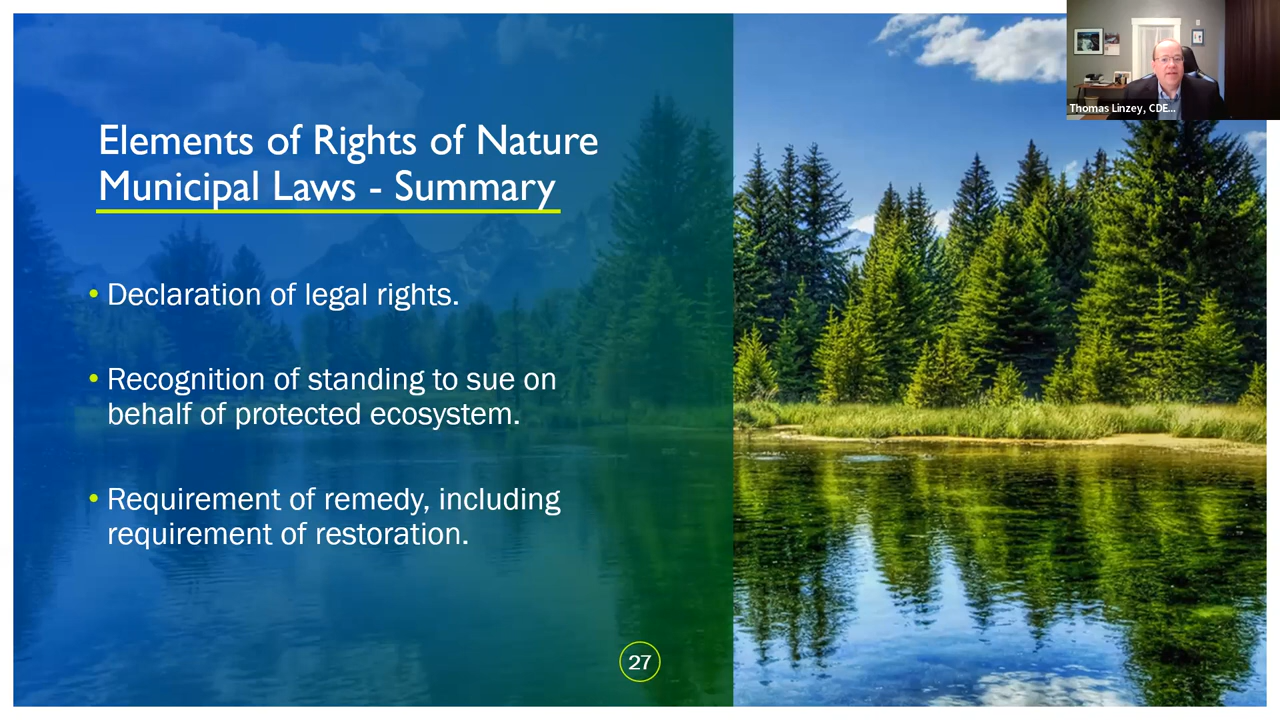 Elements of Rights of Nature
Municipal Laws - Summary
• Declaration of legal rights.
• Recognition of standing to sue on
behalf of protected ecosystem.
• Requirement of remedy, including
requirement of restoration.
27
Thomas Linzey, CDE...